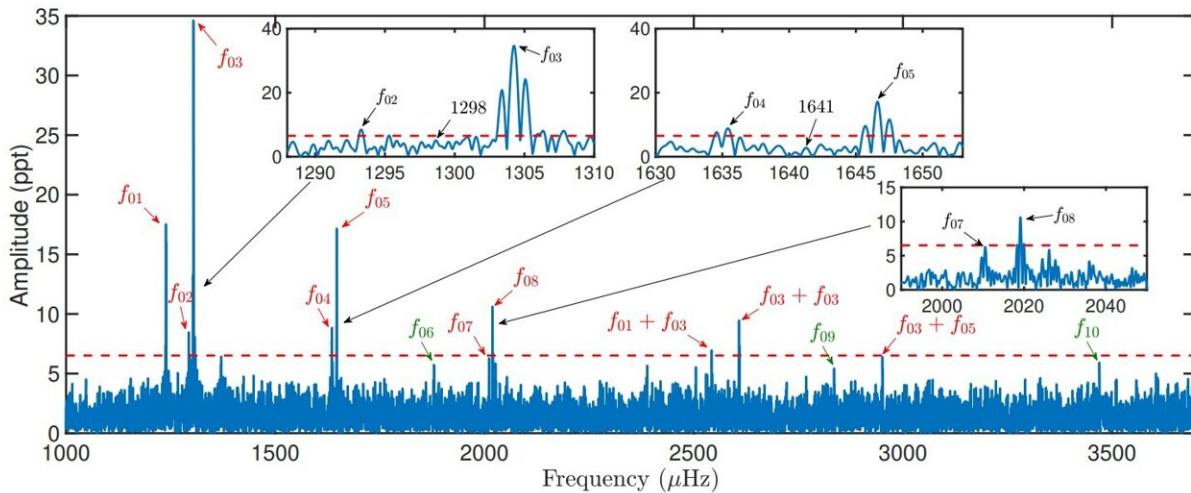 35
30
25
20
15
10
5
0
Amplitude (ppt)
1000 1500 2000 2500 3000 3500
Frequency (μHz)
f01
f02
f03
f04
f05
f06
f07
f08
f01 + f03
f03 + f03
f09
f03 + f05
f10
40
20
0
f02
1298
f03
1290 1295 1300 1305 1310
40
20
0
f04
1641
f05
1630 1635 1640 1645 1650
15
10
5
0
f07
f08
2000 2020 2040